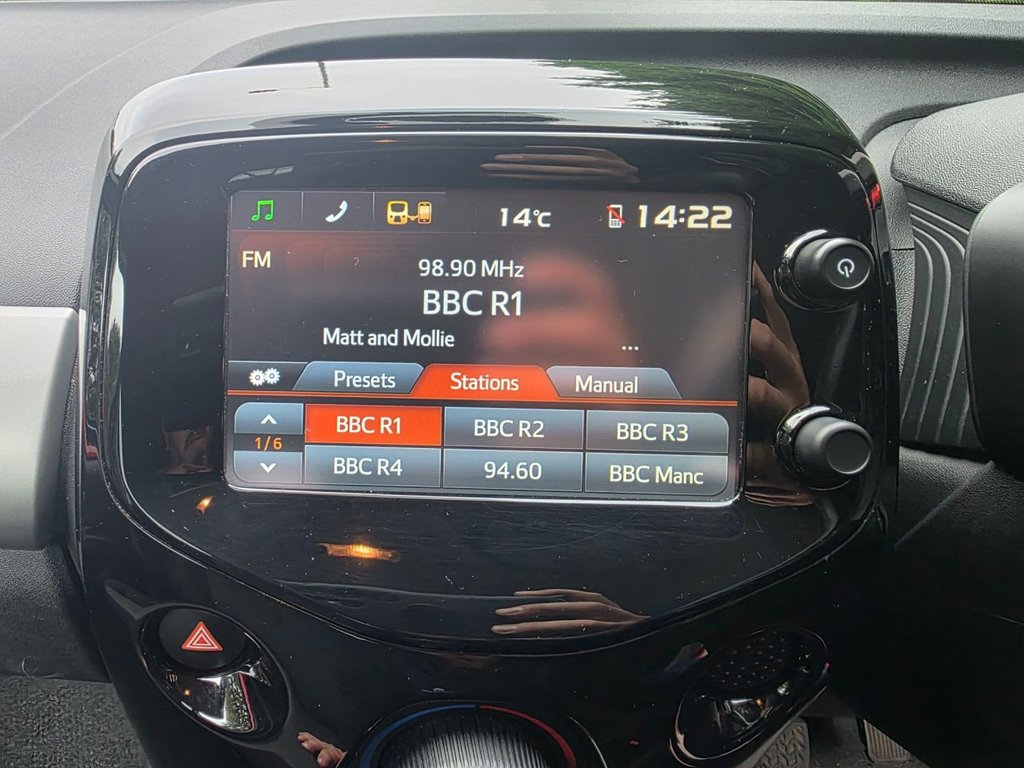 14°C 14:22
FM
98.90 MHz
BBC R1
Matt and Mollie
...
Presets Stations Manual
BBC R1 BBC R2 BBC R3
1/6
BBC R4 94.60 BBC Manc